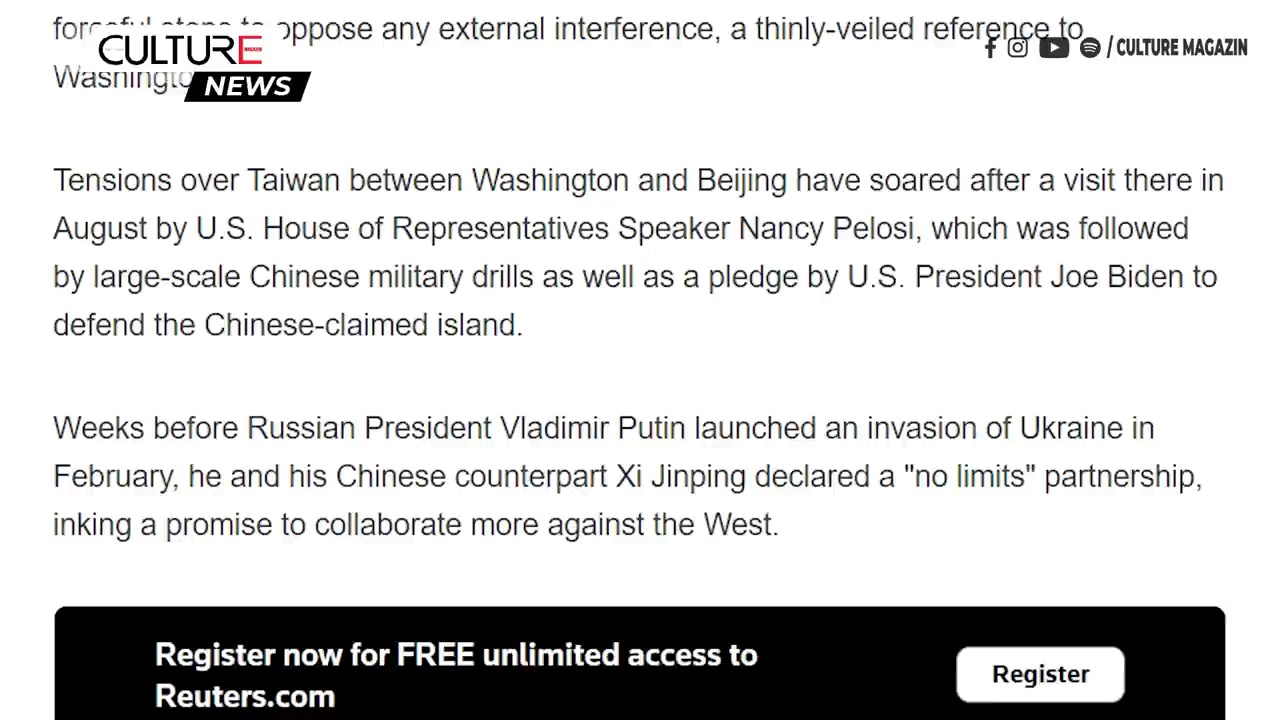 oppose any external interference, a thinly-veiled reference to
CULTURE
NEWS
/ CULTURE MAGAZIN
Tensions over Taiwan between Washington and Beijing have soared after a visit there in
August by U.S. House of Representatives Speaker Nancy Pelosi, which was followed
by large-scale Chinese military drills as well as a pledge by U.S. President Joe Biden to
defend the Chinese-claimed island.
Weeks before Russian President Vladimir Putin launched an invasion of Ukraine in
February, he and his Chinese counterpart Xi Jinping declared a "no limits" partnership,
inking a promise to collaborate more against the West.
Register now for FREE unlimited access to
Reuters.com
Register